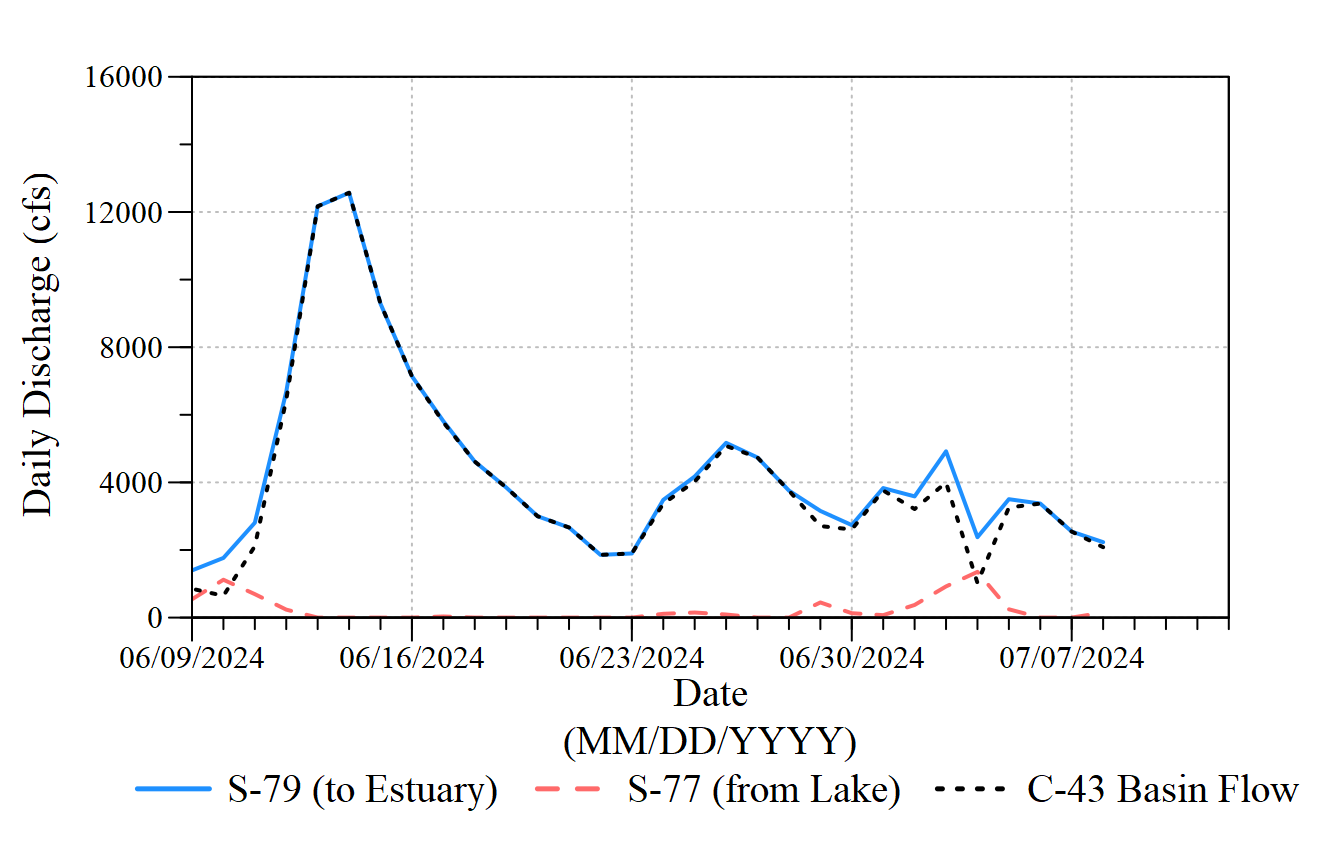 16000
12000
8000
4000
0
Daily Discharge (cfs)
06/09/2024 06/16/2024 06/23/2024 06/30/2024 07/07/2024
Date
(MM/DD/YYYY)
S-79 (to Estuary) S-77 (from Lake) C-43 Basin Flow